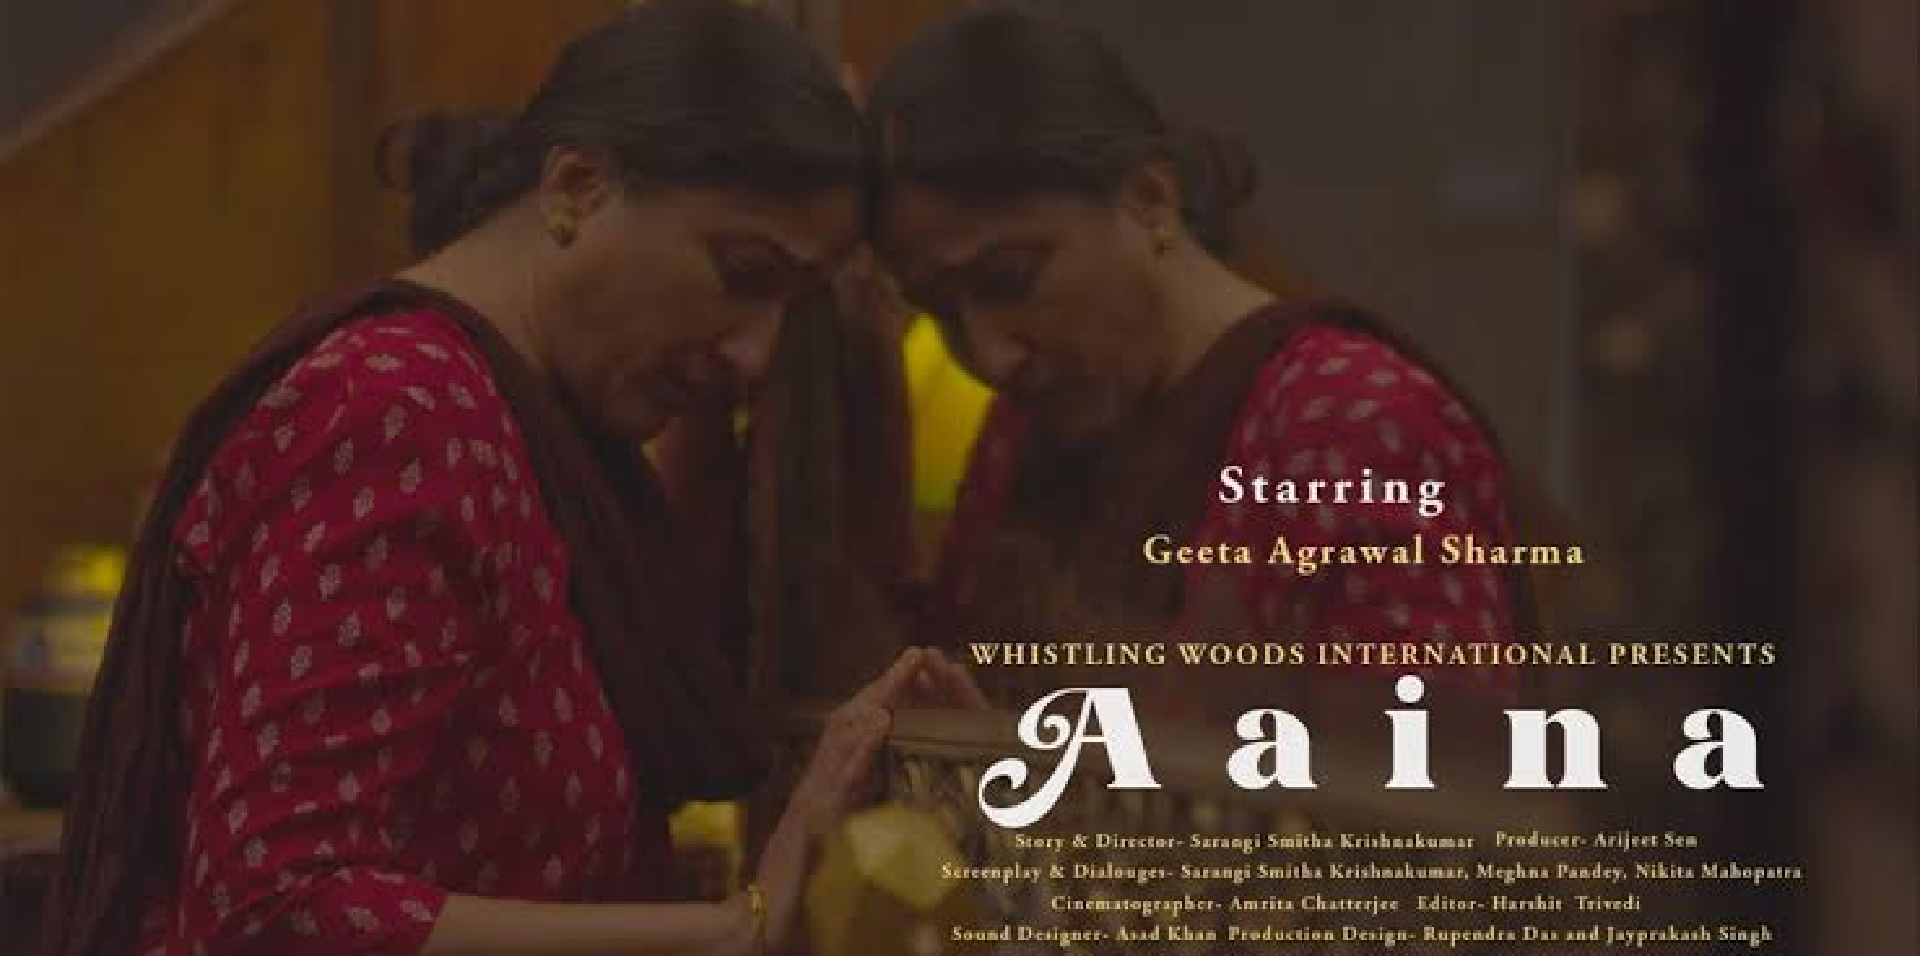 Starring
Geeta Agrawal Sharma
WHISTLING WOODS INTERNATIONAL PRESENTS
Aaina
Story & Director- Sarangi Smitha Krishnakumar Producer- Arijeet Sen
Screenplay & Dialouges- Sarangi Smitha Krishnakumar, Meghna Pandey, Nikita Mahopatra
Cinematographer- Amrita Chatterjee Editor- Harshit Trivedi
Sound Designer- Asad Khan Production Design- Rupendra Das and Jayprakash Singh